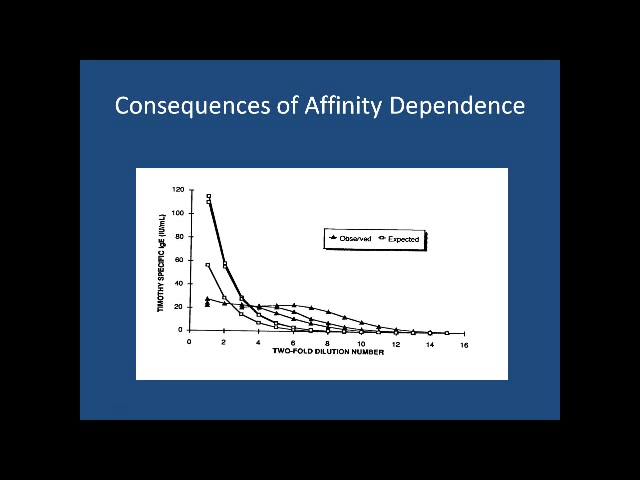 Consequences of Affinity Dependence
TIMOTHY SPECIFIC IgE (IU/mL)
120
100
80
60
40
20
0
Observed
Expected
0 2 4 6 8 10 12 14 16
TWO-FOLD DILUTION NUMBER